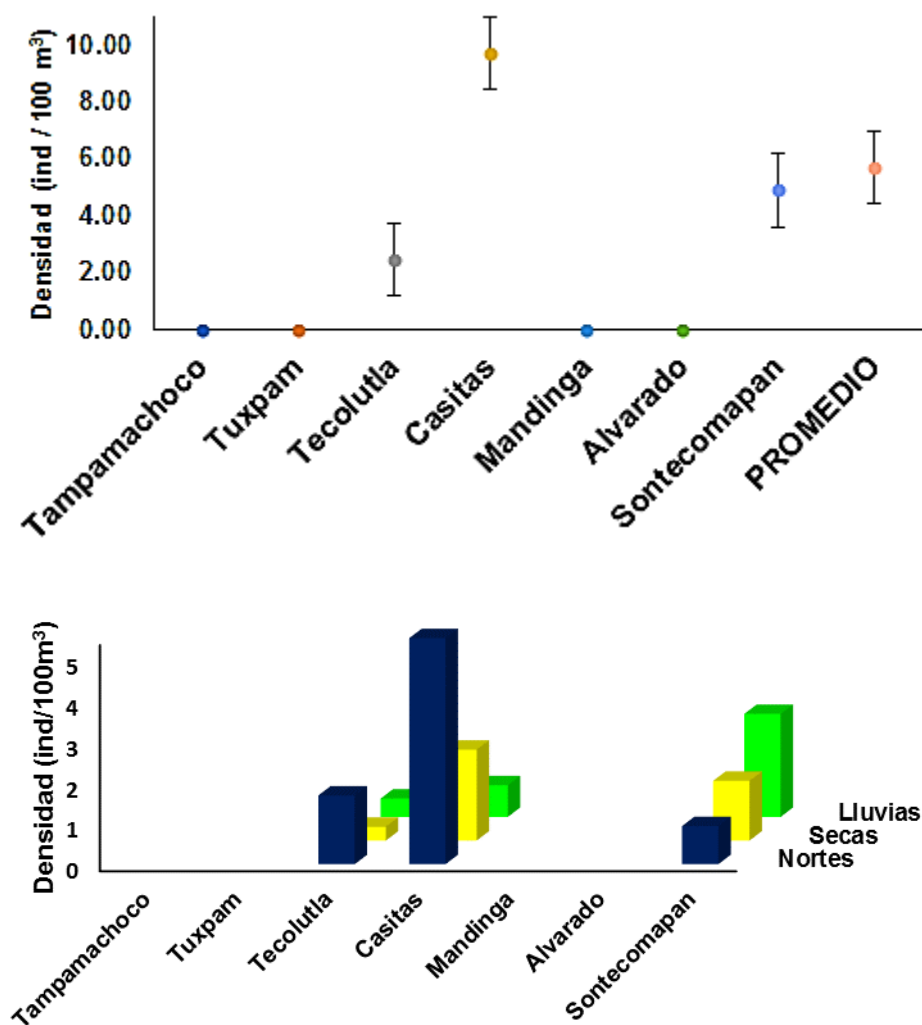 Densidad (ind / 100 m³)
10.00
8.00
6.00
4.00
2.00
0.00
Tampamachoco
Tuxpam
Tecolutla
Casitas
Mandinga
Alvarado
Sontecomapan
PROMEDIO
Densidad (ind/100m³)
5
4
3
2
1
0
Lluvias
Secas
Nortes
Tampamachoco
Tuxpam
Tecolutla
Casitas
Mandinga
Alvarado
Sontecomapan